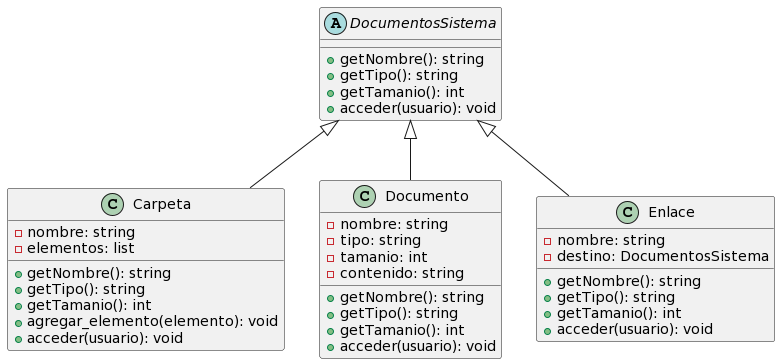 A DocumentosSistema
getNombre(): string
getTipo(): string
getTamanio(): int
acceder(usuario): void
C Carpeta
nombre: string
elementos: list
getNombre(): string
getTipo(): string
getTamanio(): int
agregar_elemento(elemento): void
acceder(usuario): void
C Documento
nombre: string
tipo: string
tamanio: int
contenido: string
getNombre(): string
getTipo(): string
getTamanio(): int
acceder(usuario): void
C Enlace
nombre: string
destino: DocumentosSistema
getNombre(): string
getTipo(): string
getTamanio(): int
acceder(usuario): void